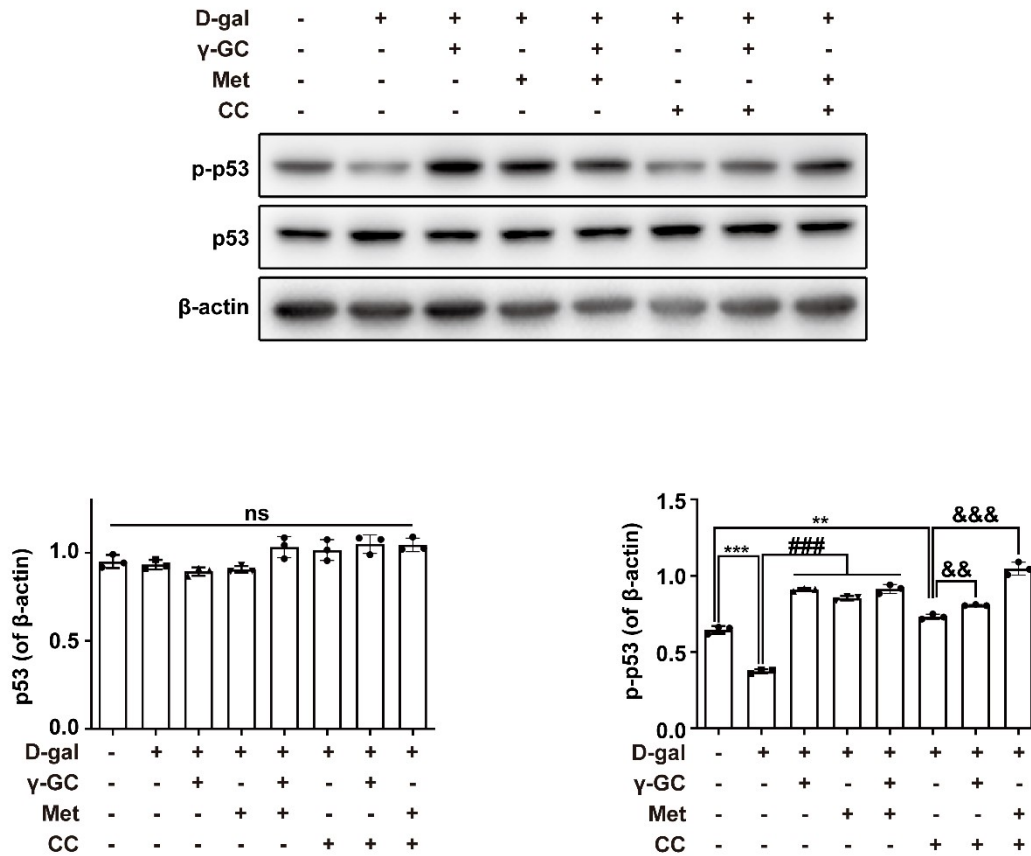 D-gal - + + + + + + +
γ-GC - - + - + - + -
Met - - - + + - - +
CC - - - - - + + +
p-p53
p53
β-actin
ns
p53 (of β-actin)
1.0
0.5
0.0
D-gal - + + + + + + +
γ-GC - - + - + - + -
Met - - - + + - - +
CC - - - - - + + +
p-p53 (of β-actin)
1.5
1.0
0.5
0.0
*** ### ** && &&&
D-gal - + + + + + + +
γ-GC - - + - + - + -
Met - - - + + - - +
CC - - - - - + + +